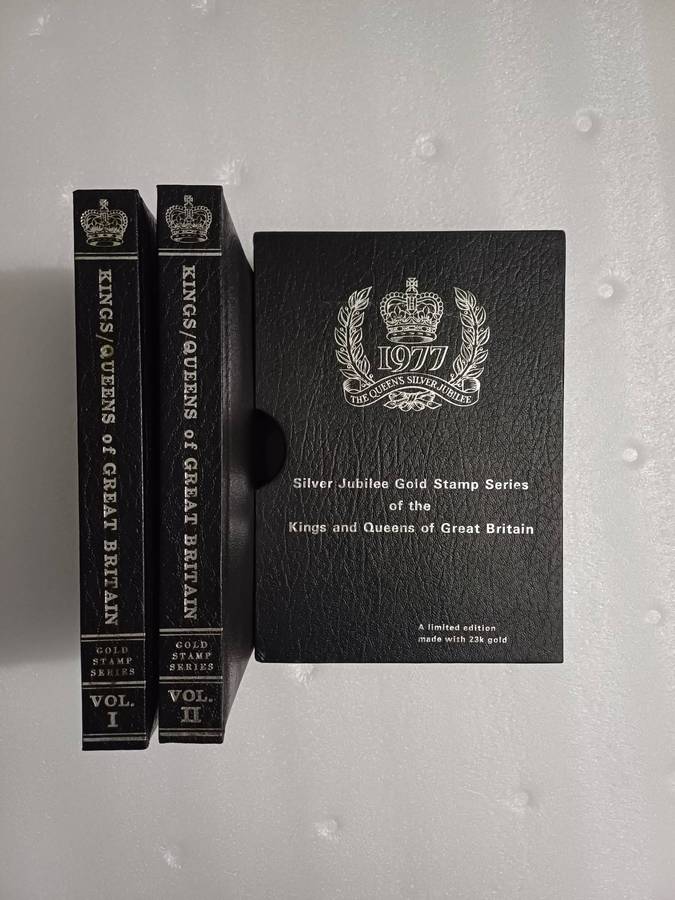 KINGS/QUEENS of GREAT BRITAIN
GOLD
STAMP
SERIES
VOL.
I
KINGS/QUEENS of GREAT BRITAIN
GOLD
STAMP
SERIES
VOL.
II
1977
THE QUEEN'S SILVER JUBILEE
Silver Jubilee Gold Stamp Series
of the
Kings and Queens of Great Britain
A limited edition
made with 23k gold